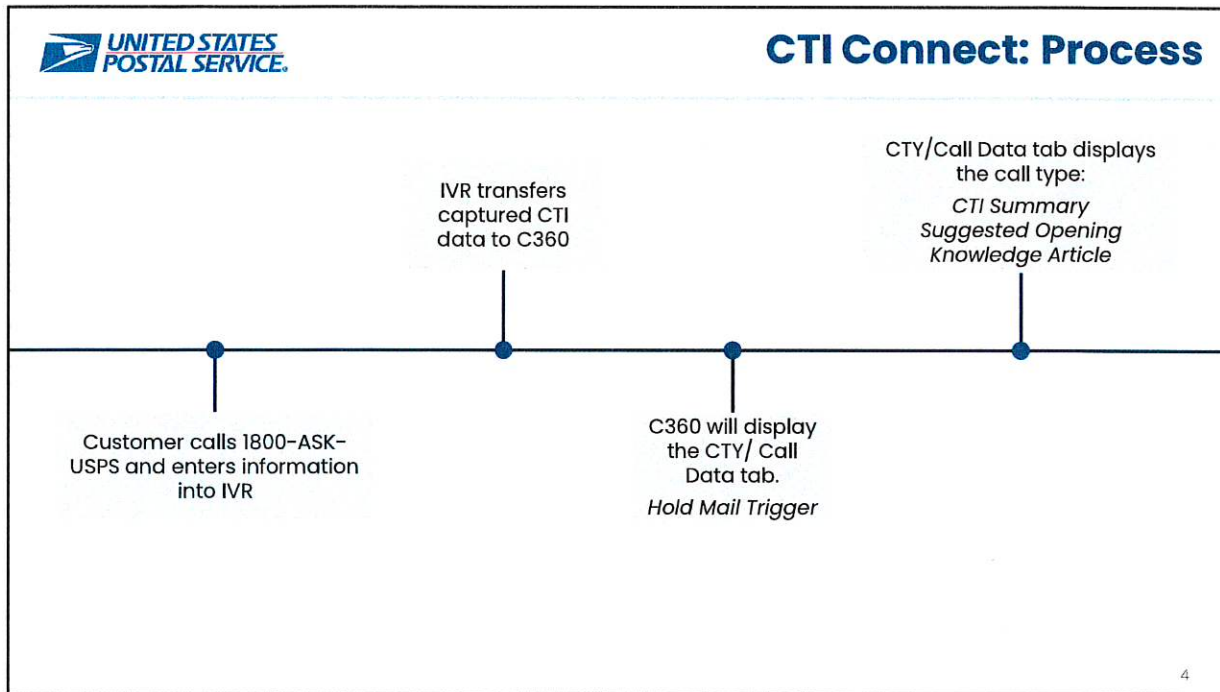 UNITED STATES
POSTAL SERVICE®
CTI Connect: Process
Customer calls 1800-ASK-
USPS and enters information
into IVR
IVR transfers
captured CTI
data to C360
C360 will display
the CTY/ Call
Data tab.
Hold Mail Trigger
CTY/Call Data tab displays
the call type:
CTI Summary
Suggested Opening
Knowledge Article
4